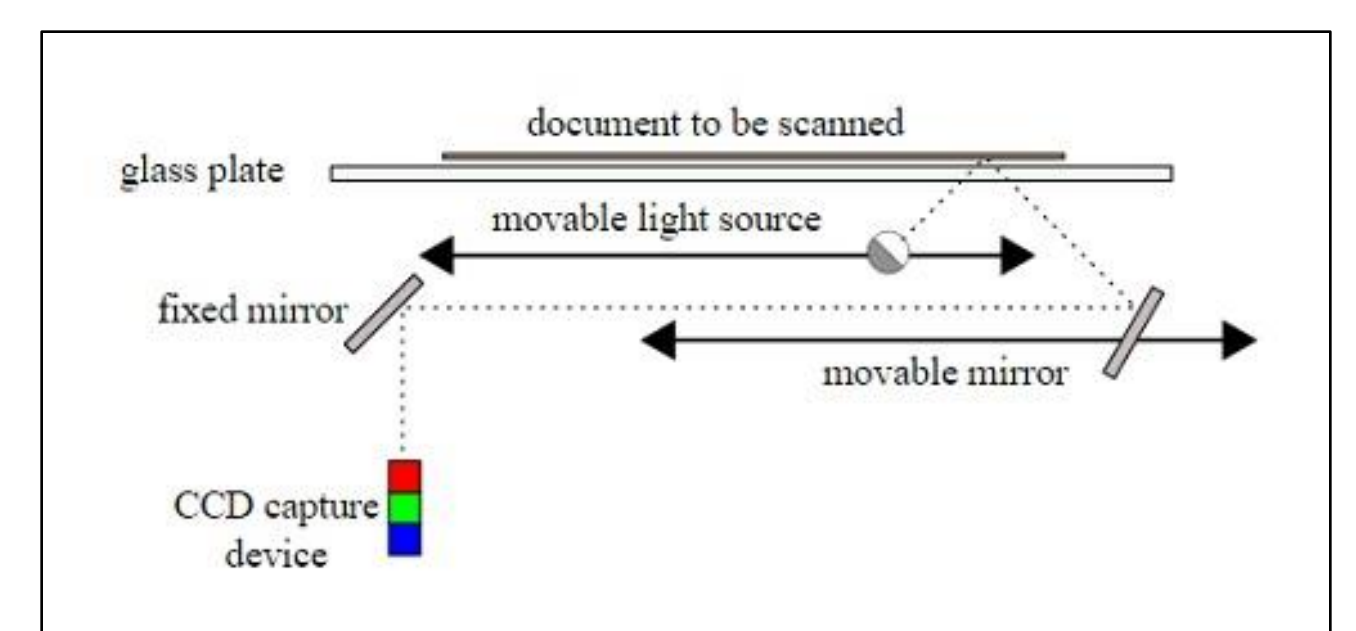 document to be scanned
glass plate
movable light source
fixed mirror
movable mirror
CCD capture
device